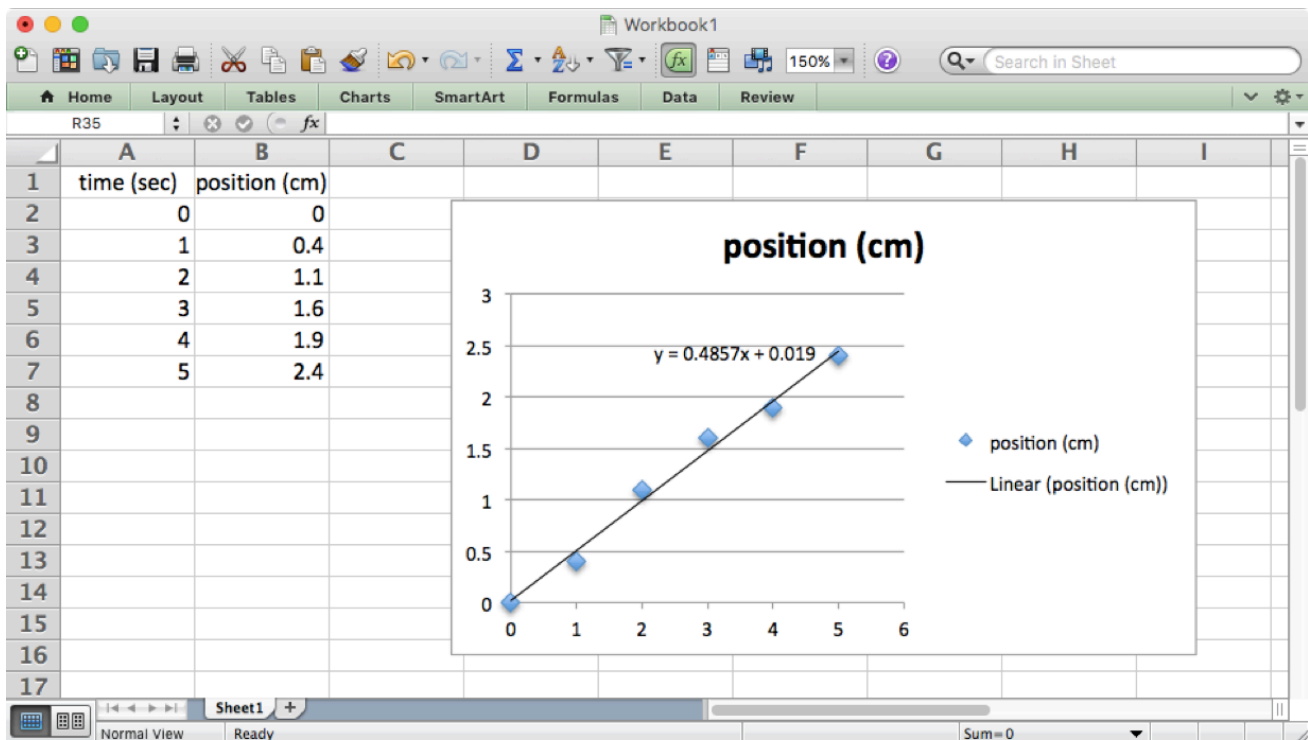 Workbook1
150%
Search in Sheet
Home Layout Tables Charts SmartArt Formulas Data Review
R35 fx
A B C D E F G H I
1 time (sec) position (cm)
2 0 0
3 1 0.4
4 2 1.1
5 3 1.6
6 4 1.9
7 5 2.4
8
9
10
11
12
13
14
15
16
17
position (cm)
3
2.5
2
1.5
1
0.5
0
y = 0.4857x + 0.019
0 1 2 3 4 5 6
position (cm)
Linear (position (cm))
Sheet1
Normal View Ready Sum=0